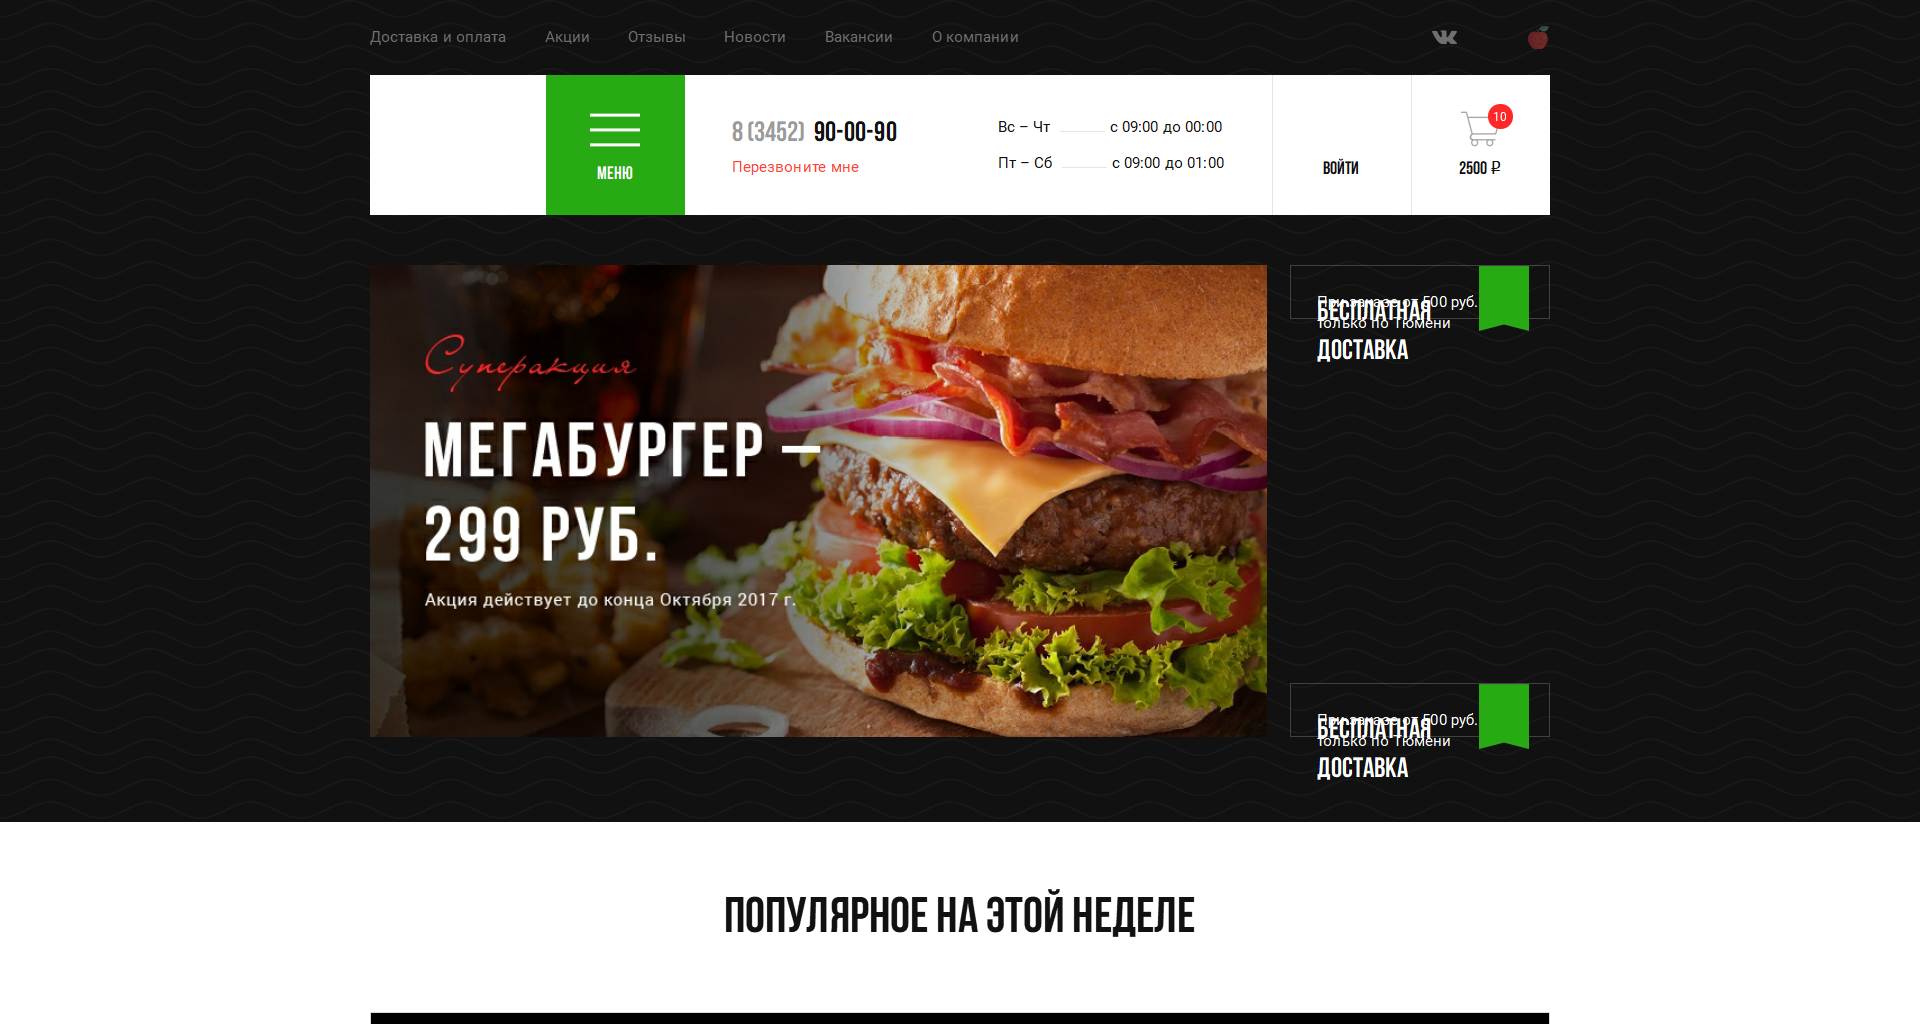 Доставка и оплата
Акции
Отзывы
Новости
Вакансии
О компании
МЕНЮ
8 (3452) 90-00-90
Перезвоните мне
Вс – Чт с 09:00 до 00:00
Пт – Сб с 09:00 до 01:00
ВОЙТИ
10
2500 ₽
Суперакция
МЕГАБУРГЕР –
299 РУБ.
Акция действует до конца Октября 2017 г.
При заказе от 500 руб.
БЕСПЛАТНАЯ
только по Тюмени
ДОСТАВКА
При заказе от 500 руб.
БЕСПЛАТНАЯ
только по Тюмени
ДОСТАВКА
ПОПУЛЯРНОЕ НА ЭТОЙ НЕДЕЛЕ